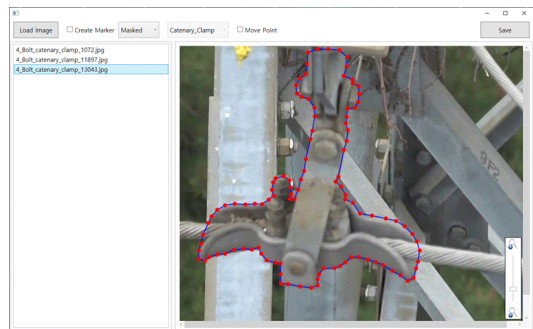 Load Image Create Marker Masked Catenary_Clamp Move Point Save
4_Bolt_catenary_clamp_1072.jpg
4_Bolt_catenary_clamp_11897.jpg
4_Bolt_catenary_clamp_13043.jpg